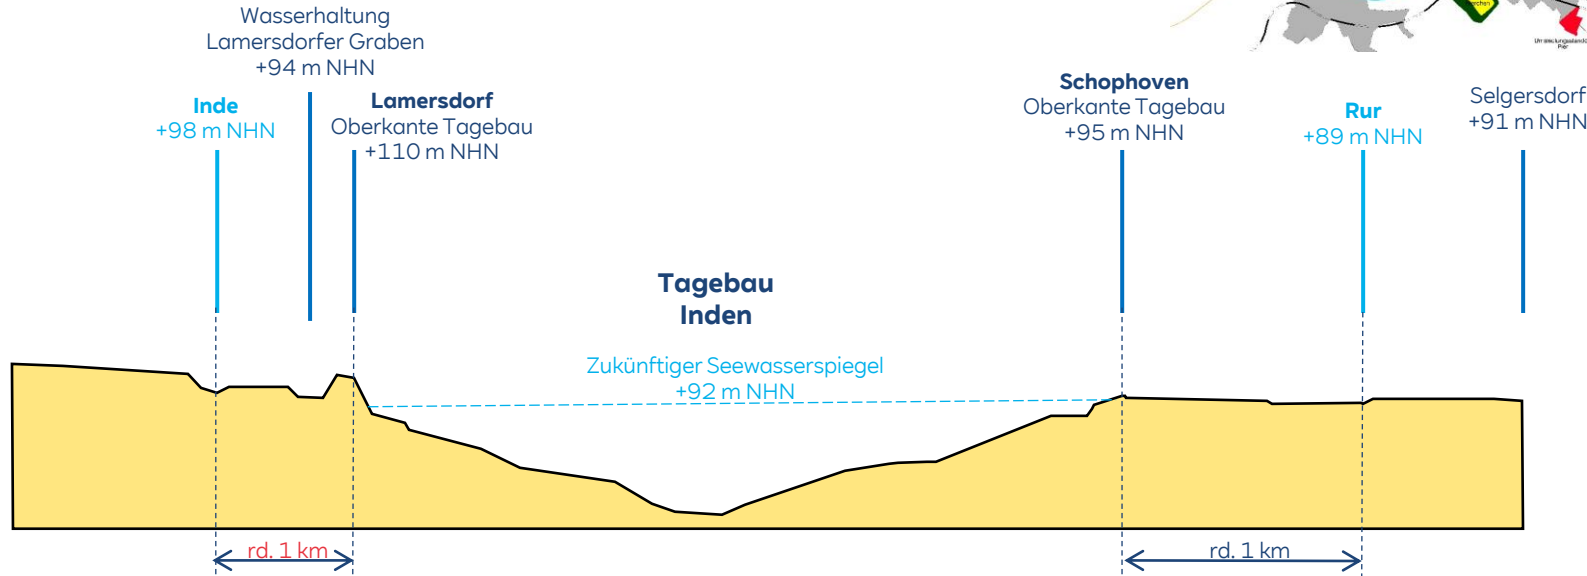 Wasserhaltung
Lamersdorfer Graben
+94 m NHN
Inde
+98 m NHN
Lamersdorf
Oberkante Tagebau
+110 m NHN
Schophoven
Oberkante Tagebau
+95 m NHN
Rur
+89 m NHN
Selgersdorf
+91 m NHN
Pier
Tagebau
Inden
Zukünftiger Seewasserspiegel
+92 m NHN
rd. 1 km
rd. 1 km